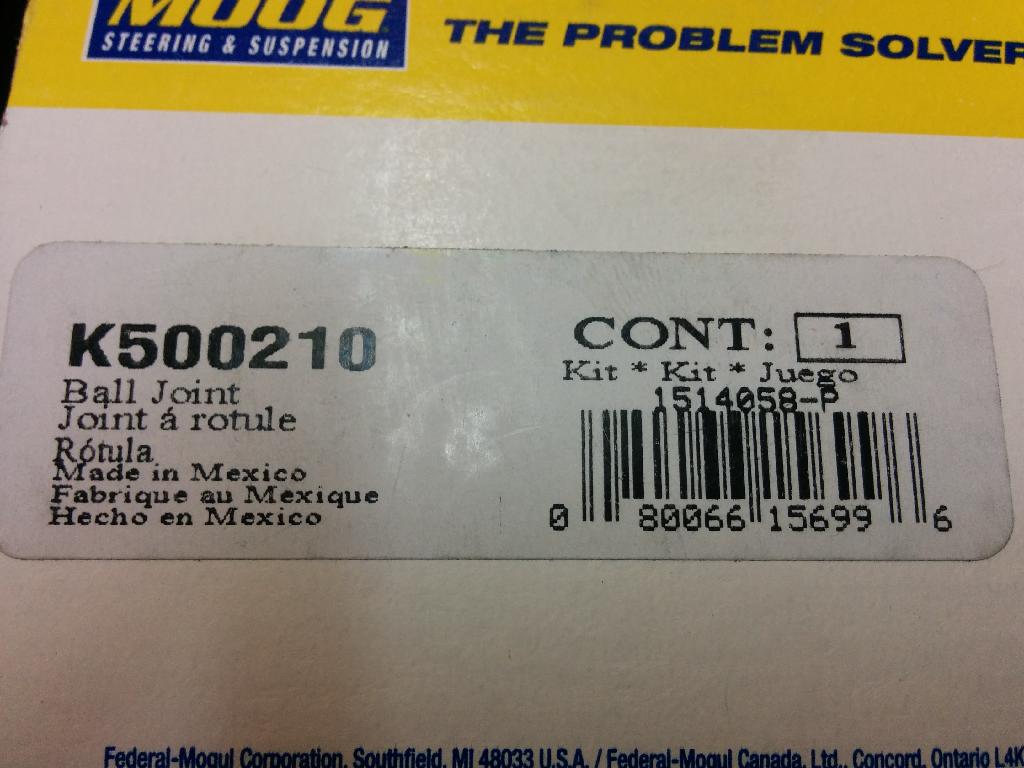 MOOG
STEERING & SUSPENSION
THE PROBLEM SOLVER
K500210
Ball Joint
Joint á rotule
Rótula
Made in Mexico
Fabrique au Mexique
Hecho en Mexico
CONT: 1
Kit * Kit * Juego
1514058-P
0 80066 15699 6
Federal-Mogul Corporation, Southfield, MI 48033 U.S.A. / Federal-Mogul Canada, Ltd., Concord, Ontario L4K